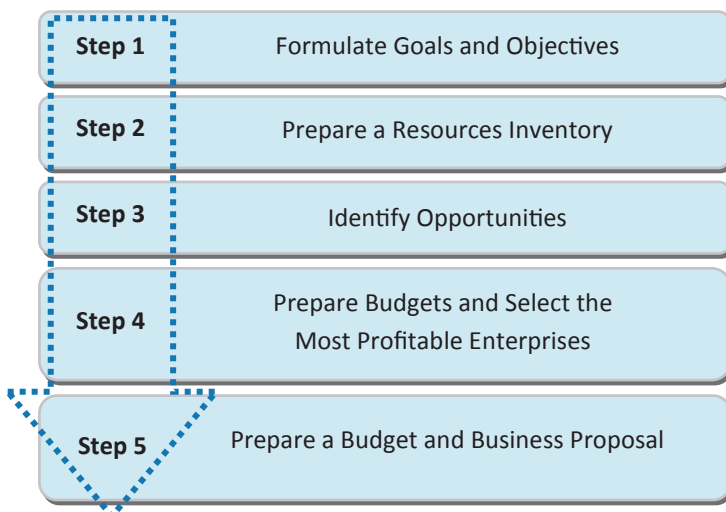 Step 1 Formulate Goals and Objectives
Step 2 Prepare a Resources Inventory
Step 3 Identify Opportunities
Step 4 Prepare Budgets and Select the
Most Profitable Enterprises
Step 5 Prepare a Budget and Business Proposal